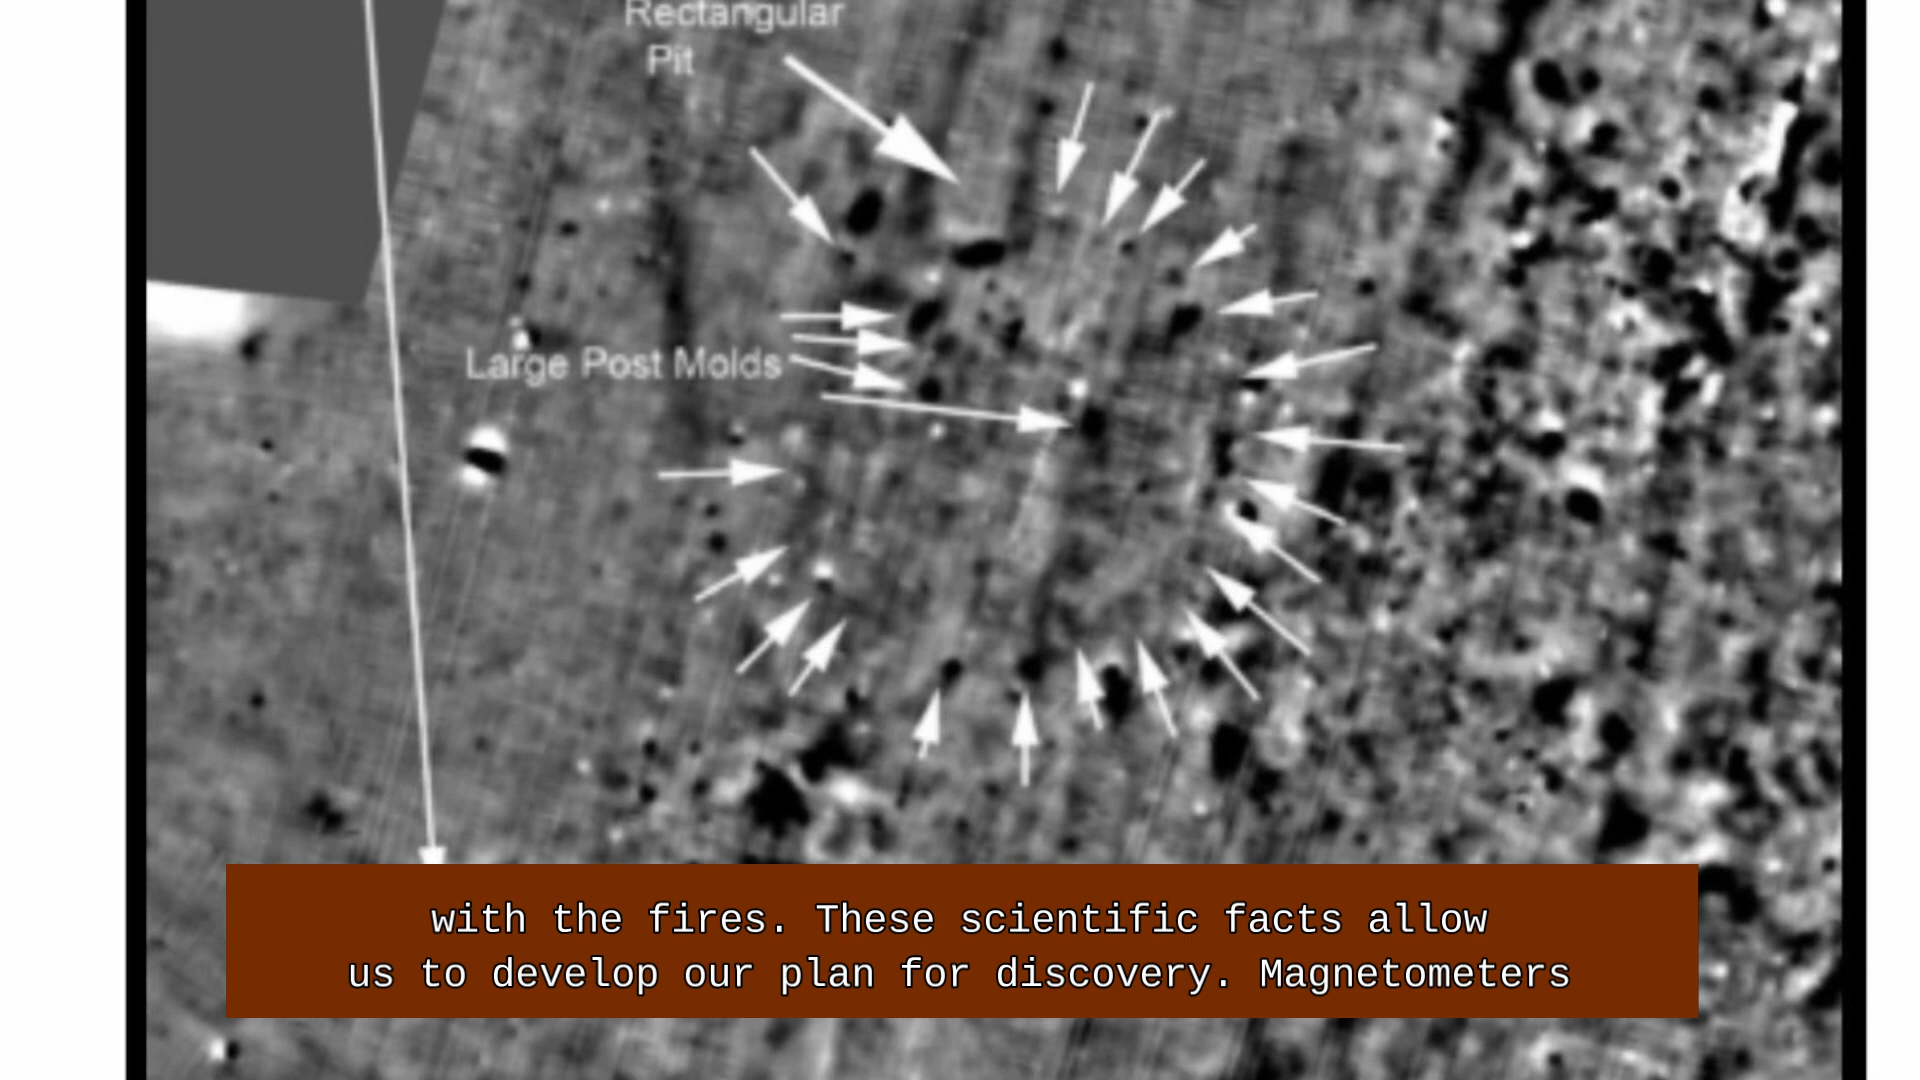 Rectangular
Pit
Large Post Molds
with the fires. These scientific facts allow
us to develop our plan for discovery. Magnetometers